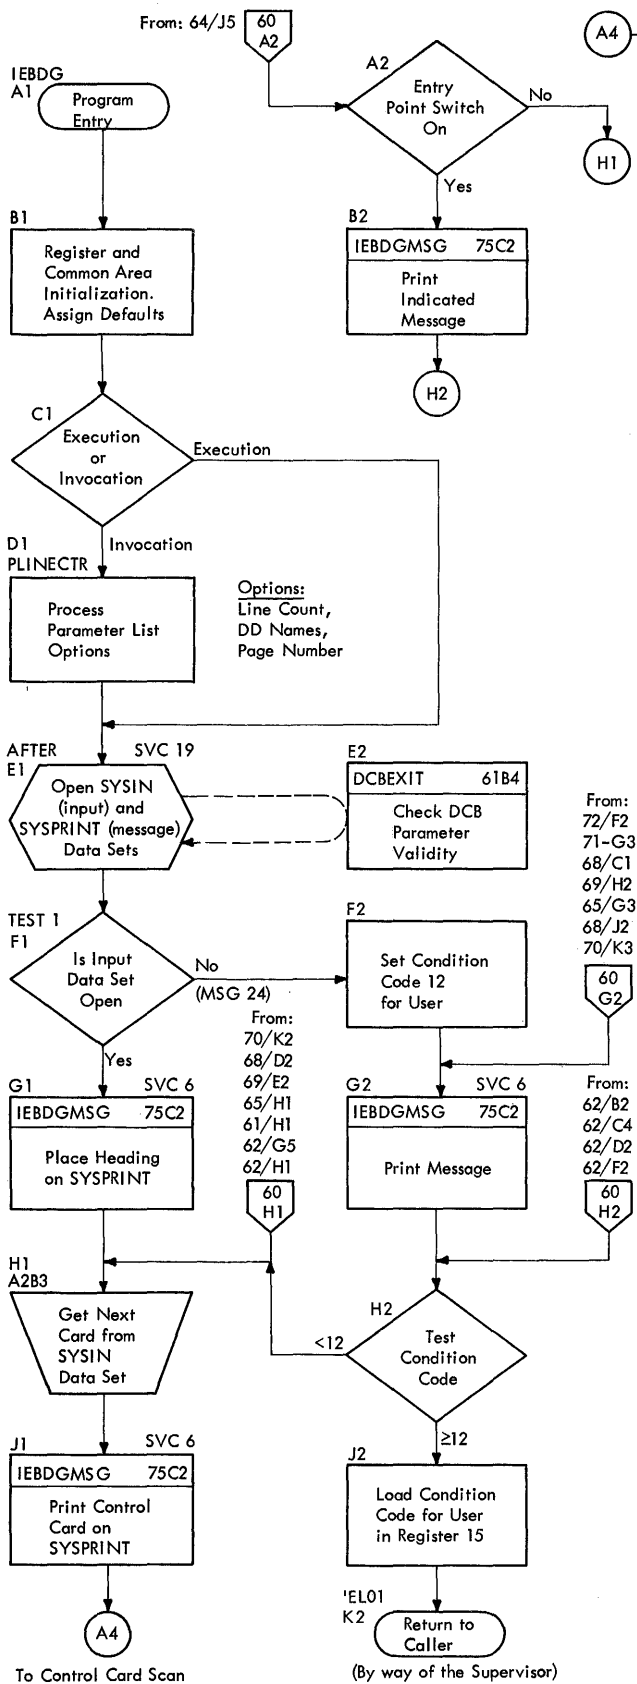 From: 64/J5
60
A2
A4
IEBDG
A1
Program
Entry
A2
Entry
Point Switch
On
No
H1
Yes
B1
Register and
Common Area
Initialization.
Assign Defaults
B2
IEBDGMSG 75C2
Print
Indicated
Message
H2
C1
Execution
or
Invocation
Execution
Invocation
D1
PLINECTR
Process
Parameter List
Options
Options:
Line Count,
DD Names,
Page Number
AFTER SVC 19
E1
Open SYSIN
(input) and
SYSPRINT (message)
Data Sets
E2
DCBEXIT 61B4
Check DCB
Parameter
Validity
From:
72/F2
71-G3
68/C1
69/H2
65/G3
68/J2
70/K3
60
G2
TEST 1
F1
Is Input
Data Set
Open
No
(MSG 24)
Yes
F2
Set Condition
Code 12
for User
From:
70/K2
68/D2
69/E2
65/H1
61/H1
62/G5
62/H1
60
H1
G1 SVC 6
IEBDGMSG 75C2
Place Heading
on SYSPRINT
G2 SVC 6
IEBDGMSG 75C2
Print Message
From:
62/B2
62/C4
62/D2
62/F2
60
H2
H1
A2B3
Get Next
Card from
SYSIN
Data Set
H2
Test
Condition
Code
<12
≥12
J1 SVC 6
IEBDGMSG 75C2
Print Control
Card on
SYSPRINT
J2
Load Condition
Code for User
in Register 15
A4
To Control Card Scan
'EL01
K2
Return to
Caller
(By way of the Supervisor)